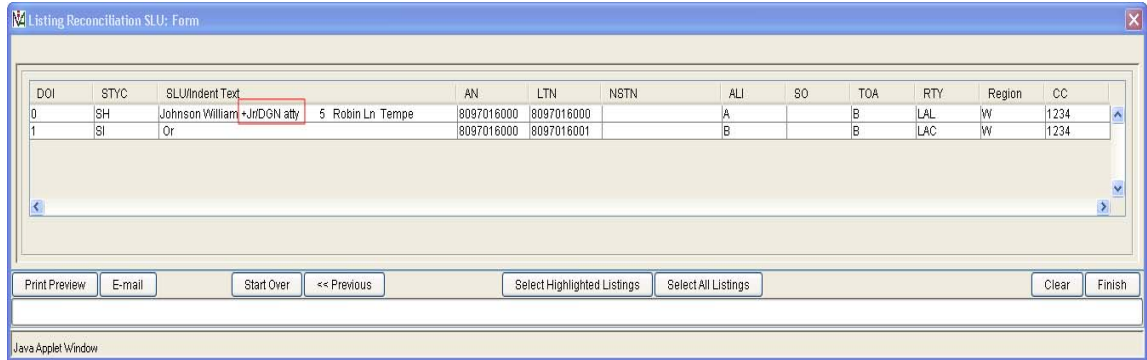 Listing Reconciliation SLU: Form
DOI STYC SLU/Indent Text AN LTN NSTN ALI SO TOA RTY Region CC
0 SH Johnson William +Jr/DGN atty 5 Robin Ln Tempe 8097016000 8097016000 A B LAL W 1234
1 SI Or 8097016000 8097016001 B B LAC W 1234
Print Preview E-mail Start Over << Previous Select Highlighted Listings Select All Listings Clear Finish
Java Applet Window